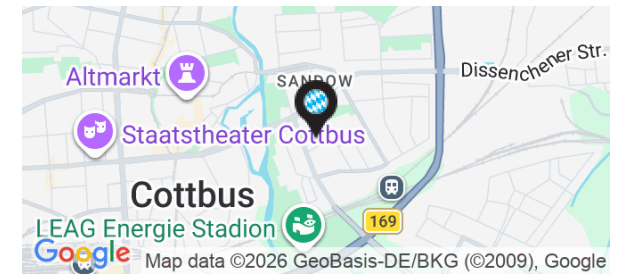 SANDOW
Dissenchener Str.
Altmarkt
Staatstheater Cottbus
Cottbus
LEAG Energie Stadion
169
Google
Map data ©2026 GeoBasis-DE/BKG (©2009), Google